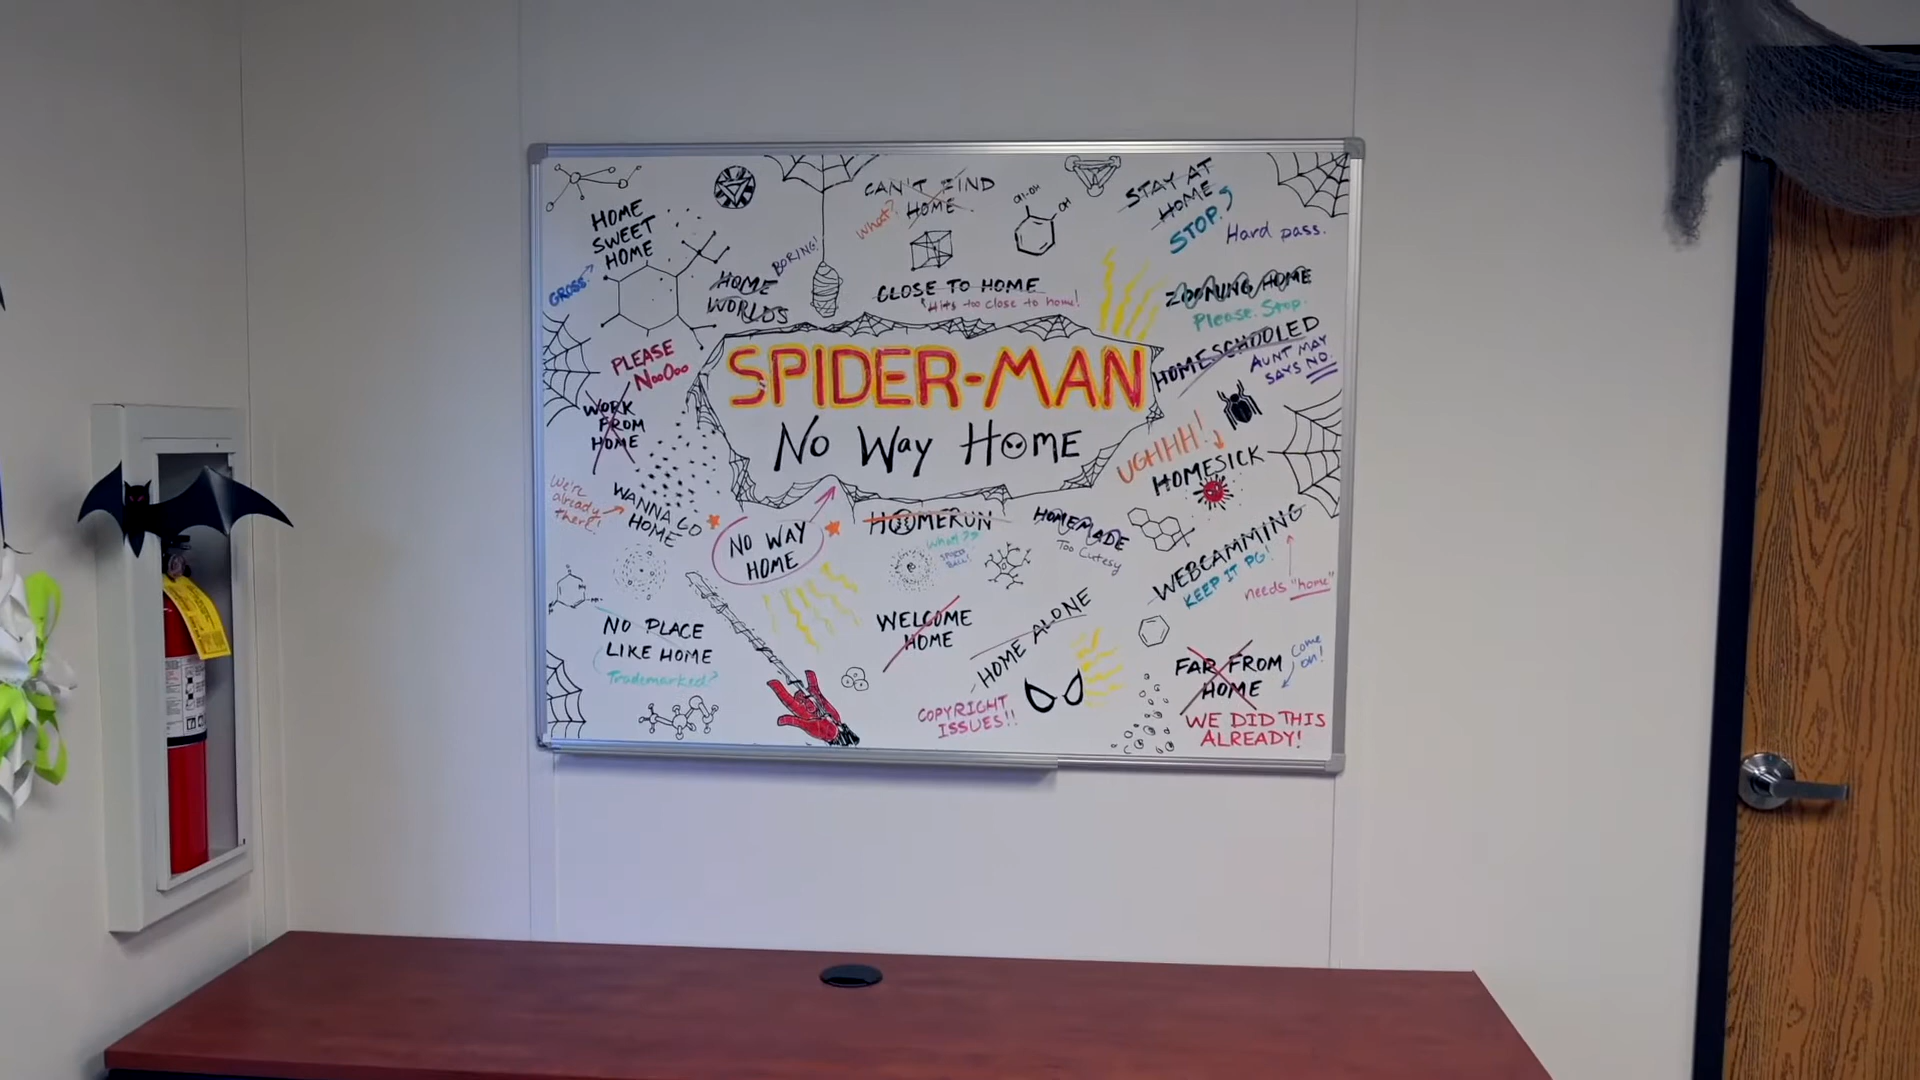 HOME
SWEET
HOME
GROSS.
HOME
WORLDS
BORING!
CAN'T FIND
HOME
What?
CLOSE TO HOME
Hits too close to home!
OH
STAY AT
HOME
STOP.
Hard pass.
ZOOMING HOME
Please. Stop.
HOMESCHOOLED
AUNT MAY
SAYS NO.
PLEASE
NooOoo
WORK
FROM
HOME
SPIDER-MAN
No Way Home
UGHHH!
HOMESICK
We're
already
there!
WANNA GO
HOME
NO WAY
HOME
HOMERUN
What??
HOMEMADE
Too Cutesy
WEBCAMMING
KEEP IT PG!
needs "home"
NO PLACE
LIKE HOME
Trademarked?
WELCOME
HOME
HOME ALONE
COPYRIGHT
ISSUES!!
FAR FROM
HOME
Come
on!
WE DID THIS
ALREADY!